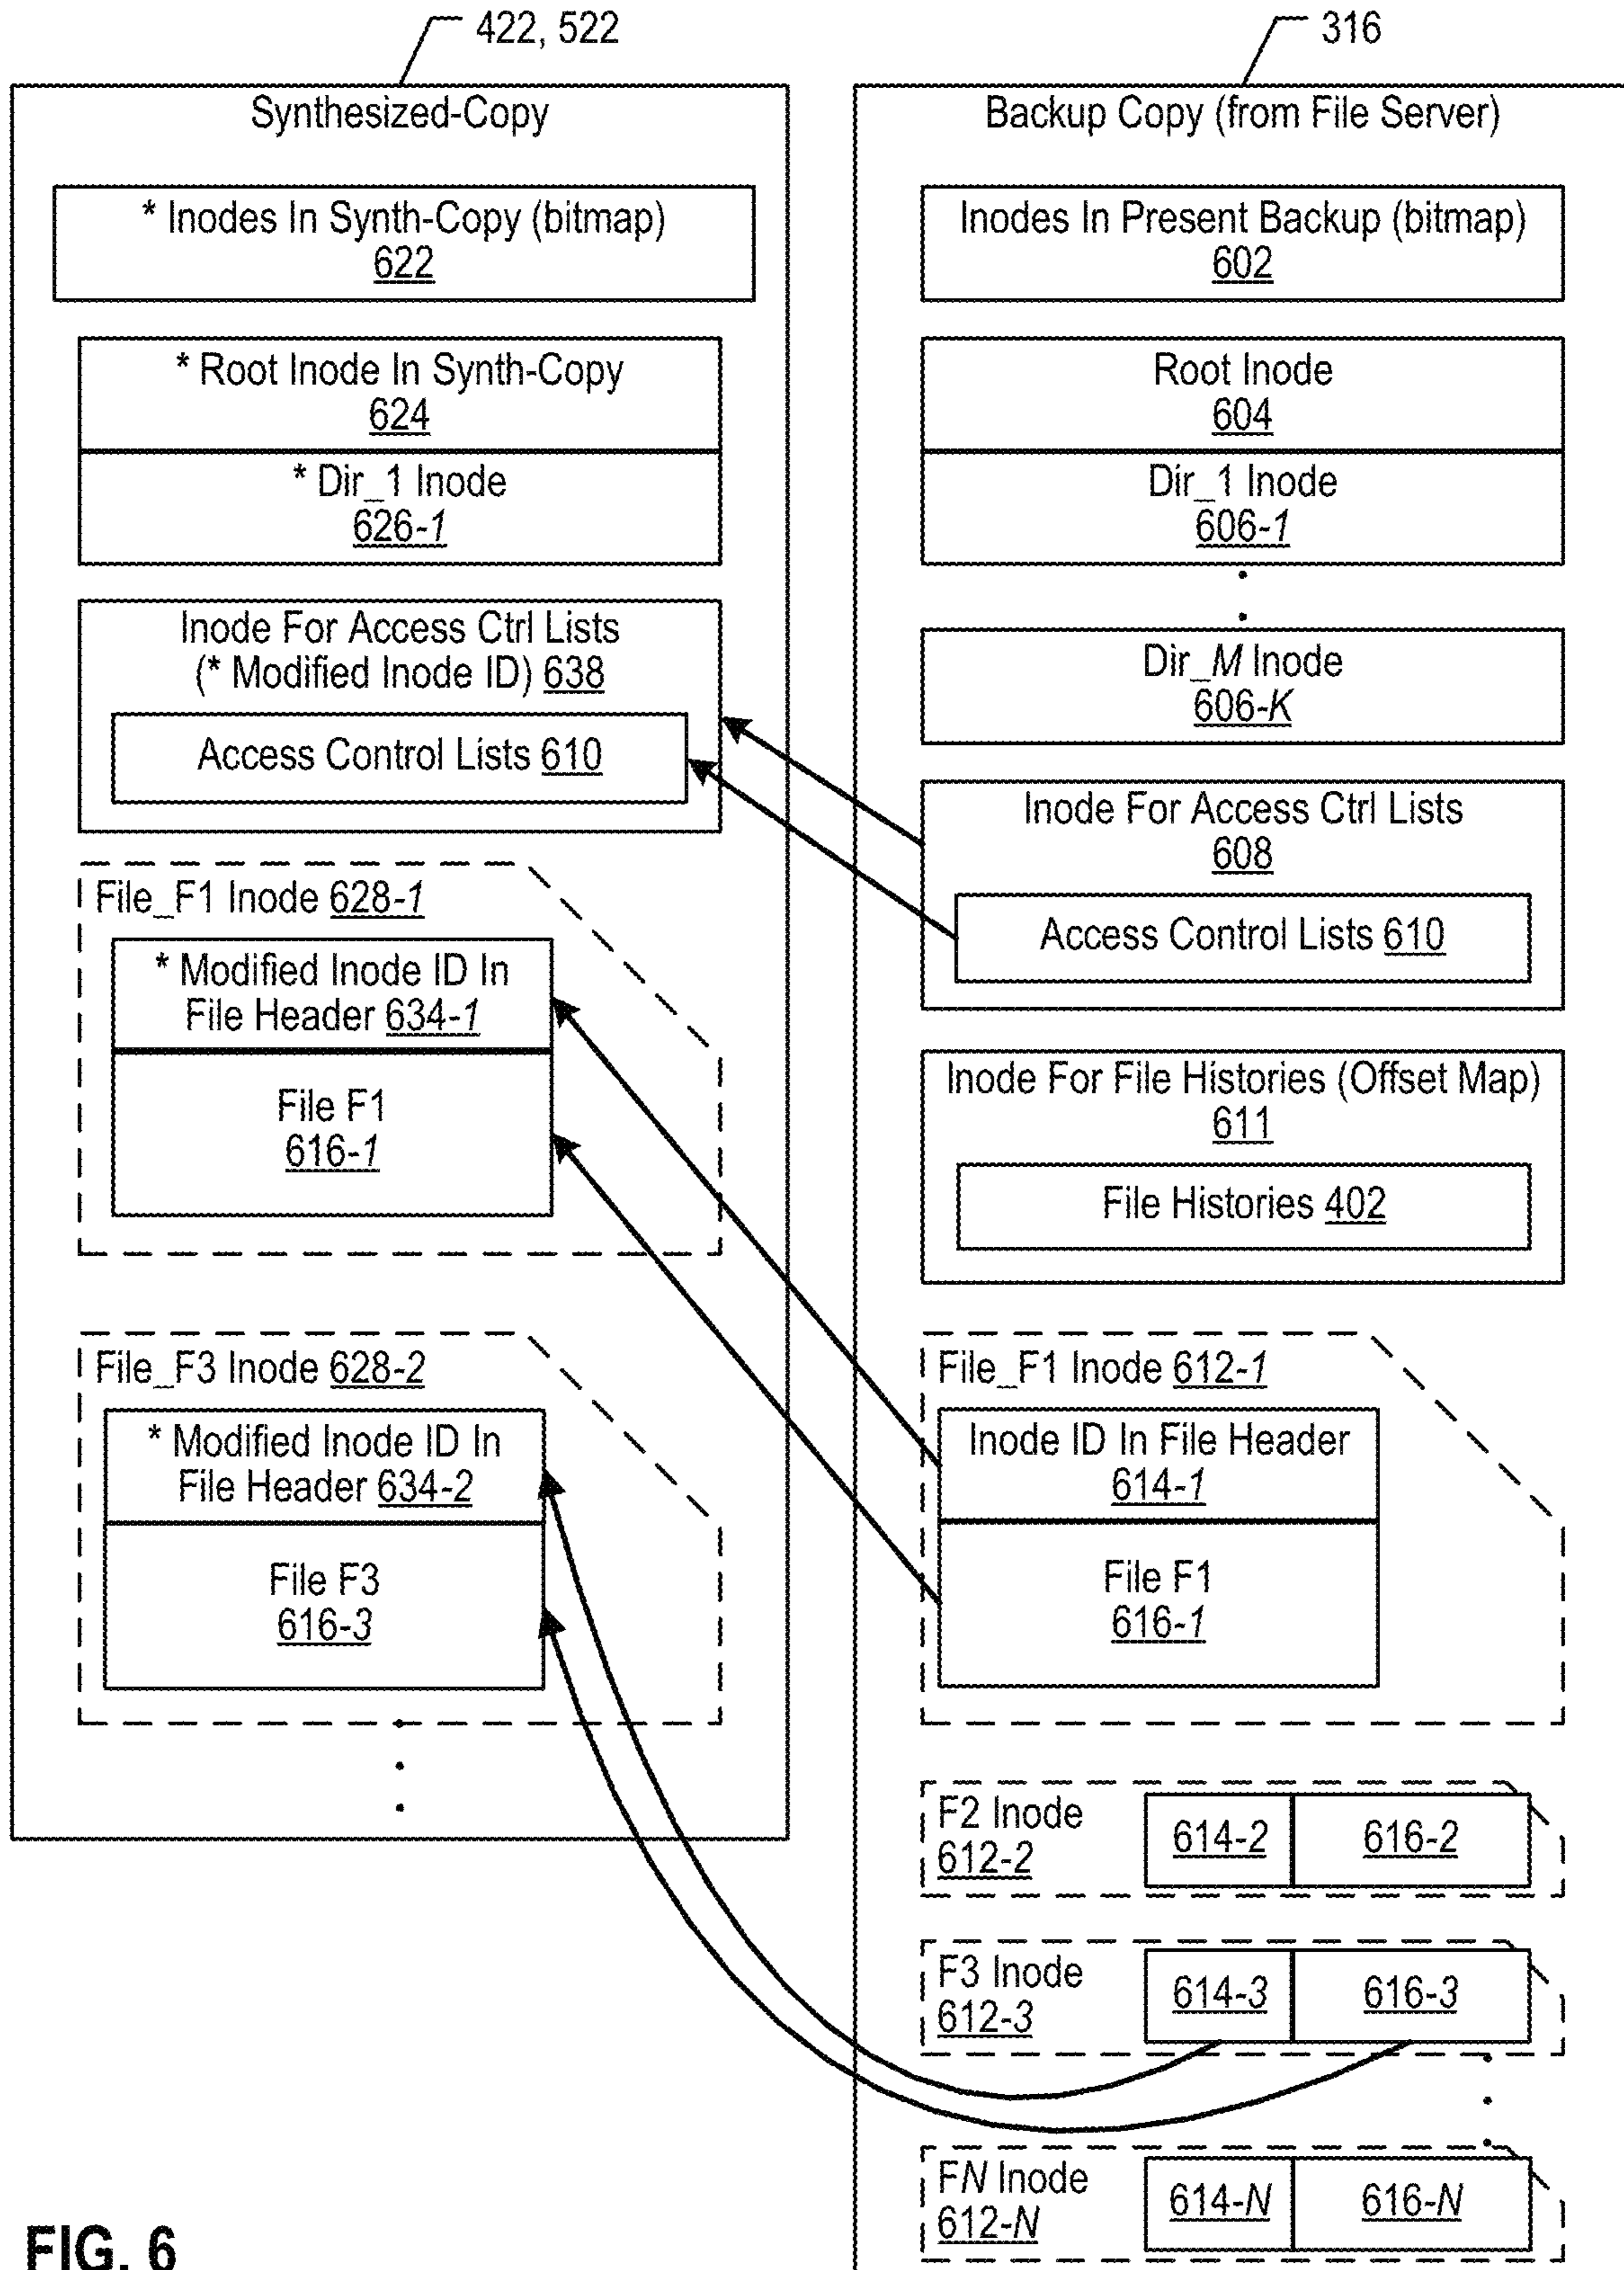 422, 522
Synthesized-Copy
* Inodes In Synth-Copy (bitmap)
622
* Root Inode In Synth-Copy
624
* Dir_1 Inode
626-1
Inode For Access Ctrl Lists
(* Modified Inode ID) 638
Access Control Lists 610
File_F1 Inode 628-1
* Modified Inode ID In
File Header 634-1
File F1
616-1
File_F3 Inode 628-2
* Modified Inode ID In
File Header 634-2
File F3
616-3
316
Backup Copy (from File Server)
Inodes In Present Backup (bitmap)
602
Root Inode
604
Dir_1 Inode
606-1
Dir_M Inode
606-K
Inode For Access Ctrl Lists
608
Access Control Lists 610
Inode For File Histories (Offset Map)
611
File Histories 402
File_F1 Inode 612-1
Inode ID In File Header
614-1
File F1
616-1
F2 Inode
612-2
614-2
616-2
F3 Inode
612-3
614-3
616-3
FN Inode
612-N
614-N
616-N
FIG. 6